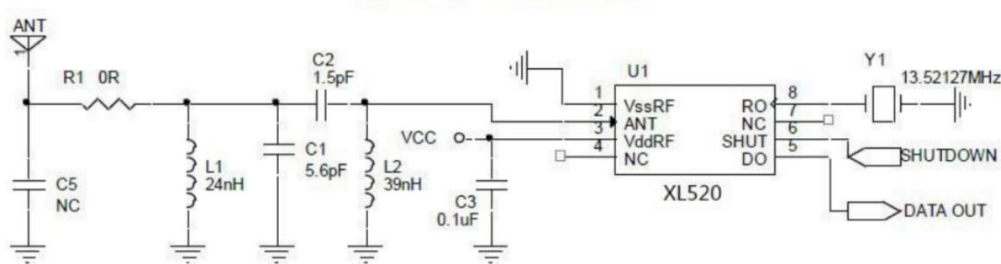 ANT
R1 0R
C2
1.5pF
C5
NC
L1
24nH
C1
5.6pF
L2
39nH
VCC
C3
0.1uF
U1
1 VssRF
2 ANT
3 VddRF
4 NC
RO 8
NC 7
SHUT 6
DO 5
XL520
Y1
13.52127MHz
SHUTDOWN
DATA OUT